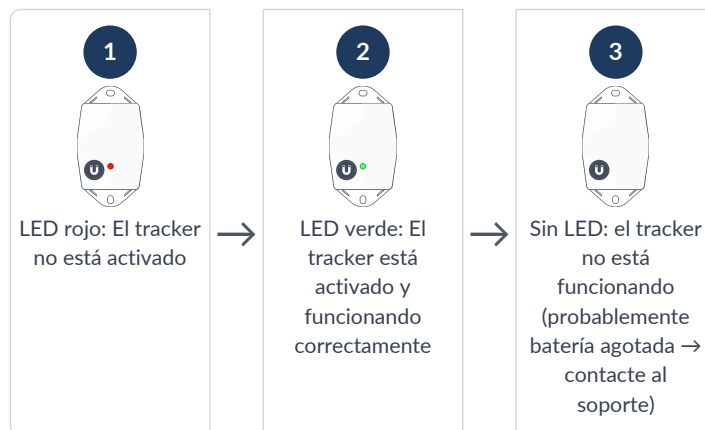 1
LED rojo: El tracker
no está activado
→
2
LED verde: El
tracker está
activado y
funcionando
correctamente
→
3
Sin LED: el tracker
no está
funcionando
(probablemente
batería agotada →
contacte al
soporte)